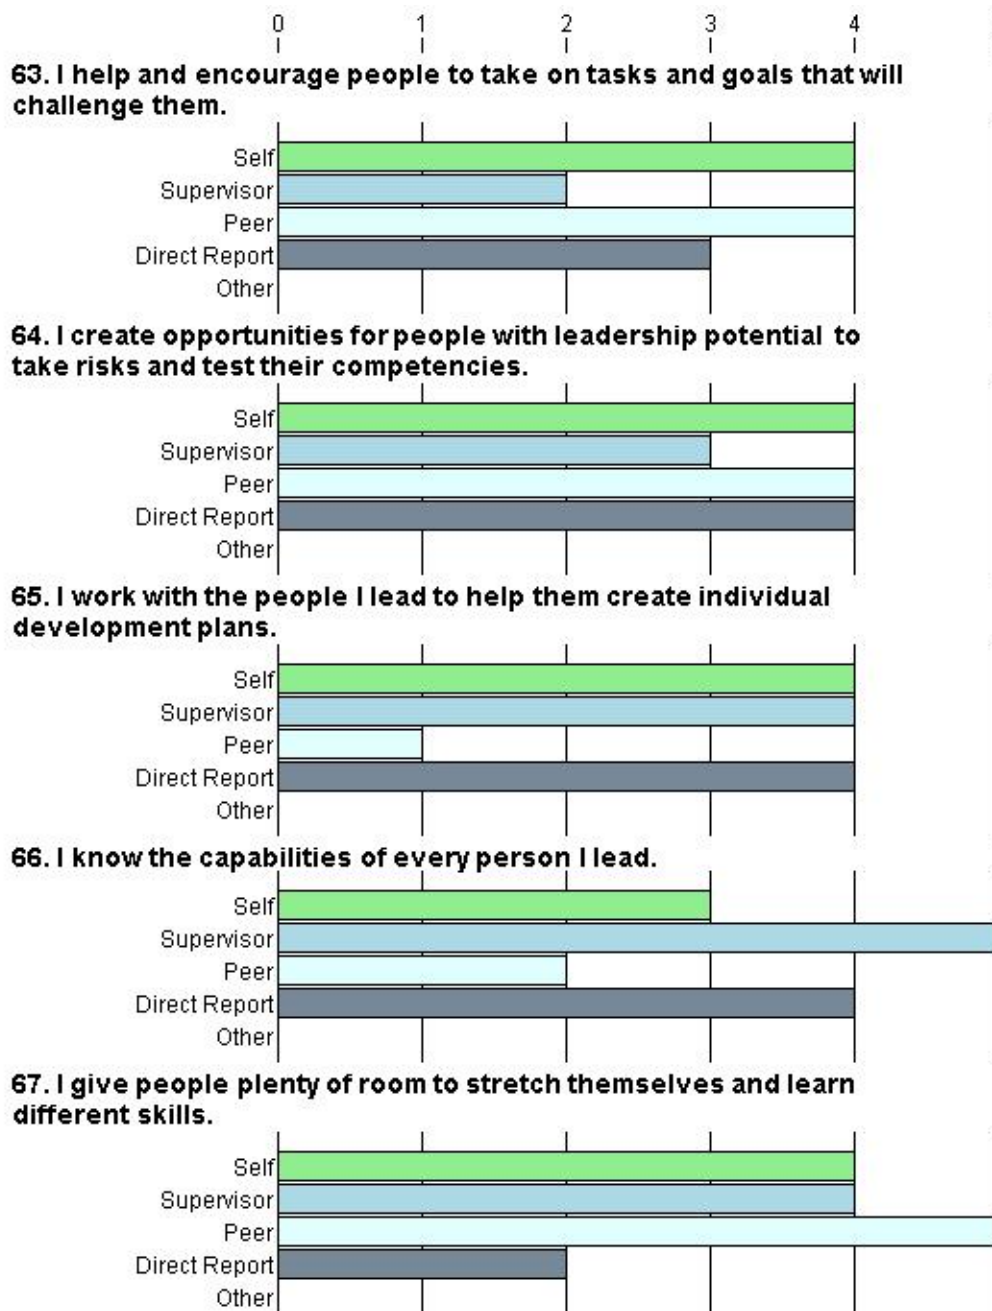 0 1 2 3 4
63. I help and encourage people to take on tasks and goals that will
challenge them.
Self
Supervisor
Peer
Direct Report
Other
64. I create opportunities for people with leadership potential to
take risks and test their competencies.
Self
Supervisor
Peer
Direct Report
Other
65. I work with the people I lead to help them create individual
development plans.
Self
Supervisor
Peer
Direct Report
Other
66. I know the capabilities of every person I lead.
Self
Supervisor
Peer
Direct Report
Other
67. I give people plenty of room to stretch themselves and learn
different skills.
Self
Supervisor
Peer
Direct Report
Other